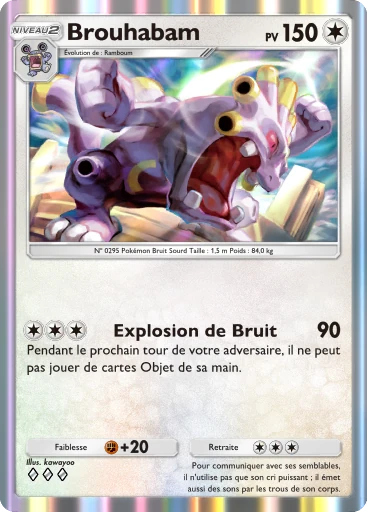 NIVEAU 2
Brouhabam
PV 150
Évolution de : Ramboum
N° 0295 Pokémon Bruit Sourd Taille : 1,5 m Poids : 84,0 kg
Explosion de Bruit 90
Pendant le prochain tour de votre adversaire, il ne peut
pas jouer de cartes Objet de sa main.
Faiblesse +20
Retraite
Illus. kawayoo
Pour communiquer avec ses semblables,
il n'utilise pas que son cri puissant ; il émet
aussi des sons par les trous de son corps.